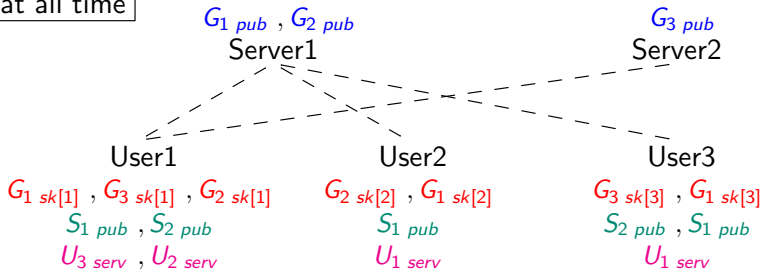 at all time
G1 pub , G2 pub G3 pub
Server1 Server2
User1 User2 User3
G1 sk[1] , G3 sk[1] , G2 sk[1] G2 sk[2] , G1 sk[2] G3 sk[3] , G1 sk[3]
S1 pub , S2 pub S1 pub S2 pub , S1 pub
U3 serv , U2 serv U1 serv U1 serv